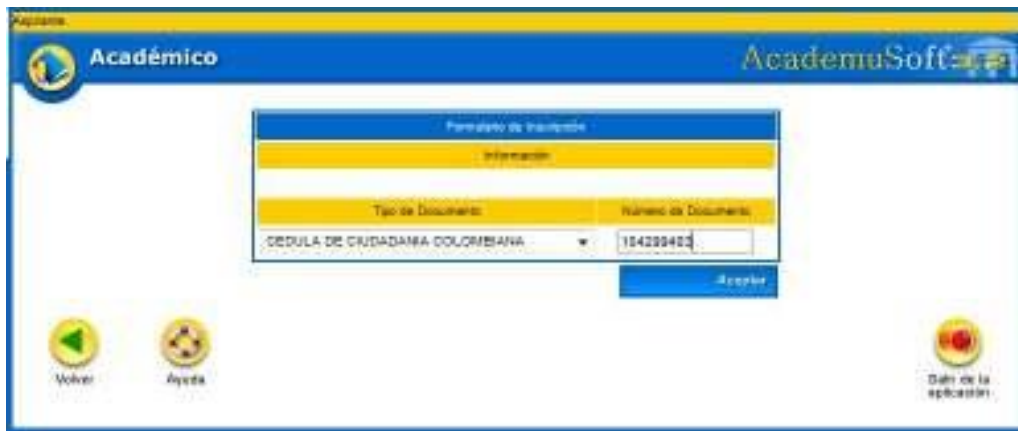 Aspirante
Académico
AcademuSoft
Formulario de Inscripción
Información
Tipo de Documento
Número de Documento
CEDULA DE CIUDADANIA COLOMBIANA
Aceptar
Volver
Ayuda
Salir de la
aplicación